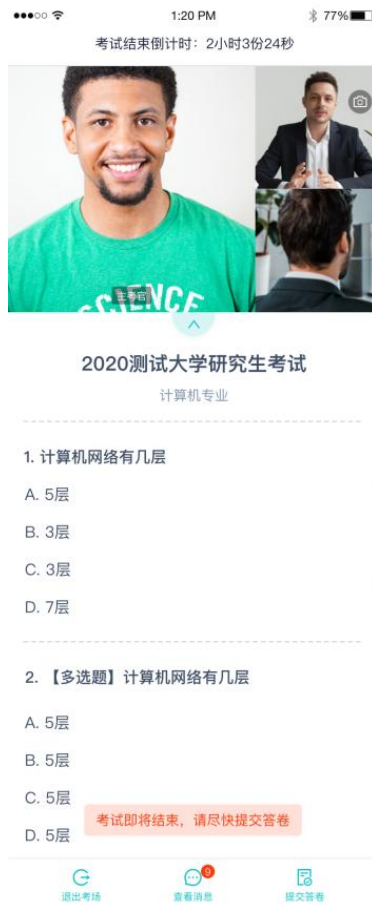 1:20 PM
77%
考试结束倒计时：2小时3份24秒
SCIENCE
主考官
2020测试大学研究生考试
计算机专业
1. 计算机网络有几层
A. 5层
B. 3层
C. 3层
D. 7层
2. 【多选题】计算机网络有几层
A. 5层
B. 5层
C. 5层
考试即将结束，请尽快提交答卷
D. 5层
9
退出考场
查看消息
提交答卷